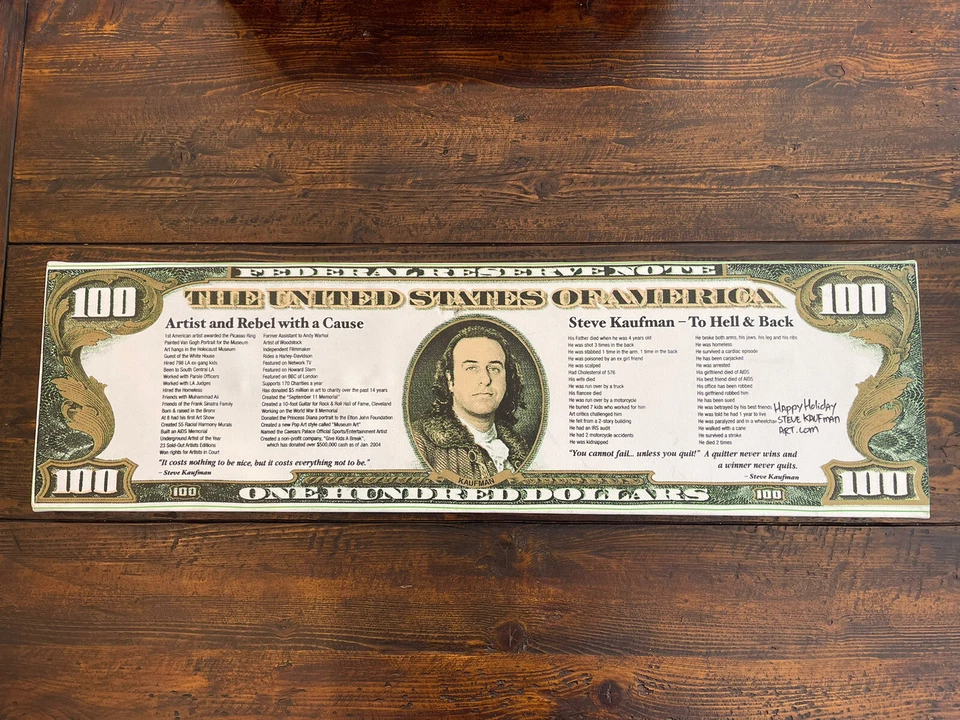 FEDERAL RESERVE NOTE
100
THE UNITED STATES OF AMERICA
100
Artist and Rebel with a Cause
1st American artist awarded the Picasso Ring
Painted Van Gogh Portrait for the Museum
Art hangs in the Holocaust Museum
Guest of the White House
Hired 798 LA ex-gang kids
Been to South Central LA
Worked with Parole Officers
Worked with LA Judges
Hired the Homeless
Friends with Muhammad Ali
Friends of the Frank Sinatra Family
Born & raised in the Bronx
At 8 had his first Art Show
Created 55 Racial Harmony Murals
Built an AIDS Memorial
Underground Artist of the Year
23 Sold-Out Artists Editions
Won rights for Artists in Court
Former Assistant to Andy Warhol
Artist of Woodstock
Independent Filmmaker
Rides a Harley-Davidson
Featured on Network TV
Featured on Howard Stern
Featured on BBC of London
Supports 170 Charities a year
Has donated $5 million in art to charity over the past 14 years
Created the "September 11 Memorial"
Created a 10-foot Guitar for Rock & Roll Hall of Fame, Cleveland
Working on the World War II Memorial
Donated the Princess Diana portrait to the Elton John Foundation
Created a new Pop Art style called "Museum Art"
Named the Caesars Palace Official Sports/Entertainment Artist
Created a non-profit company, "Give Kids A Break",
which has donated over $500,000 cash as of Jan. 2004
"It costs nothing to be nice, but it costs everything not to be."
– Steve Kaufman
KAUFMAN
Steve Kaufman – To Hell & Back
His Father died when he was 4 years old
He was shot 3 times in the back
He was stabbed 1 time in the arm, 1 time in the back
He was poisoned by an ex girl friend
He was scalped
Had Cholesterol of 576
His wife died
He was run over by a truck
His fiancee died
He was run over by a motorcycle
He buried 7 kids who worked for him
Art critics challenged him
He fell from a 2-story building
He had an IRS audit
He had 2 motorcycle accidents
He was kidnapped
He broke both arms, his jaws, his leg and his ribs
He was homeless
He survived a cardiac episode
He has been carjacked
He was arrested
His girlfriend died of AIDS
His best friend died of AIDS
His office has been robbed
His girlfriend robbed him
He has been sued
He was betrayed by his best friends
He was told he had 1 year to live
He was paralyzed and in a wheelchair
He walked with a cane
He survived a stroke
He died 2 times
Happy Holiday
STEVE KAUFMAN
ART.com
"You cannot fail... unless you quit!" A quitter never wins and
a winner never quits.
– Steve Kaufman
100
100
ONE HUNDRED DOLLARS
100
100